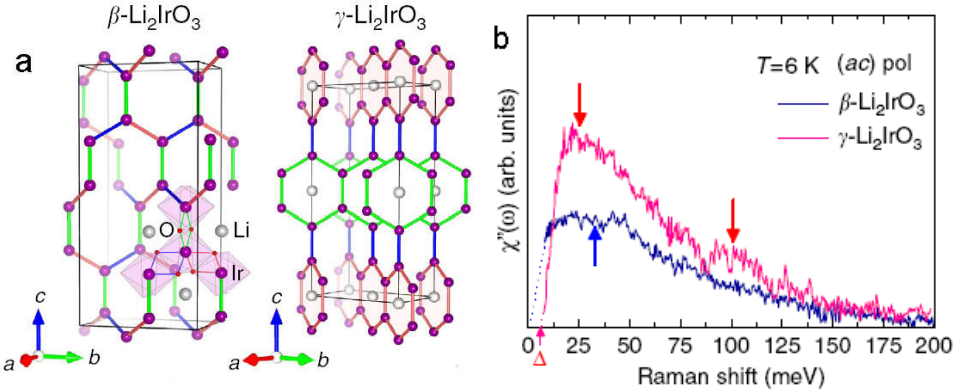 β-Li₂IrO₃
γ-Li₂IrO₃
a
O
Li
Ir
c
a
b
c
a
b
b
T=6 K (ac) pol
β-Li₂IrO₃
γ-Li₂IrO₃
χ"(ω) (arb. units)
Δ
0 25 50 75 100 125 150 175 200
Raman shift (meV)